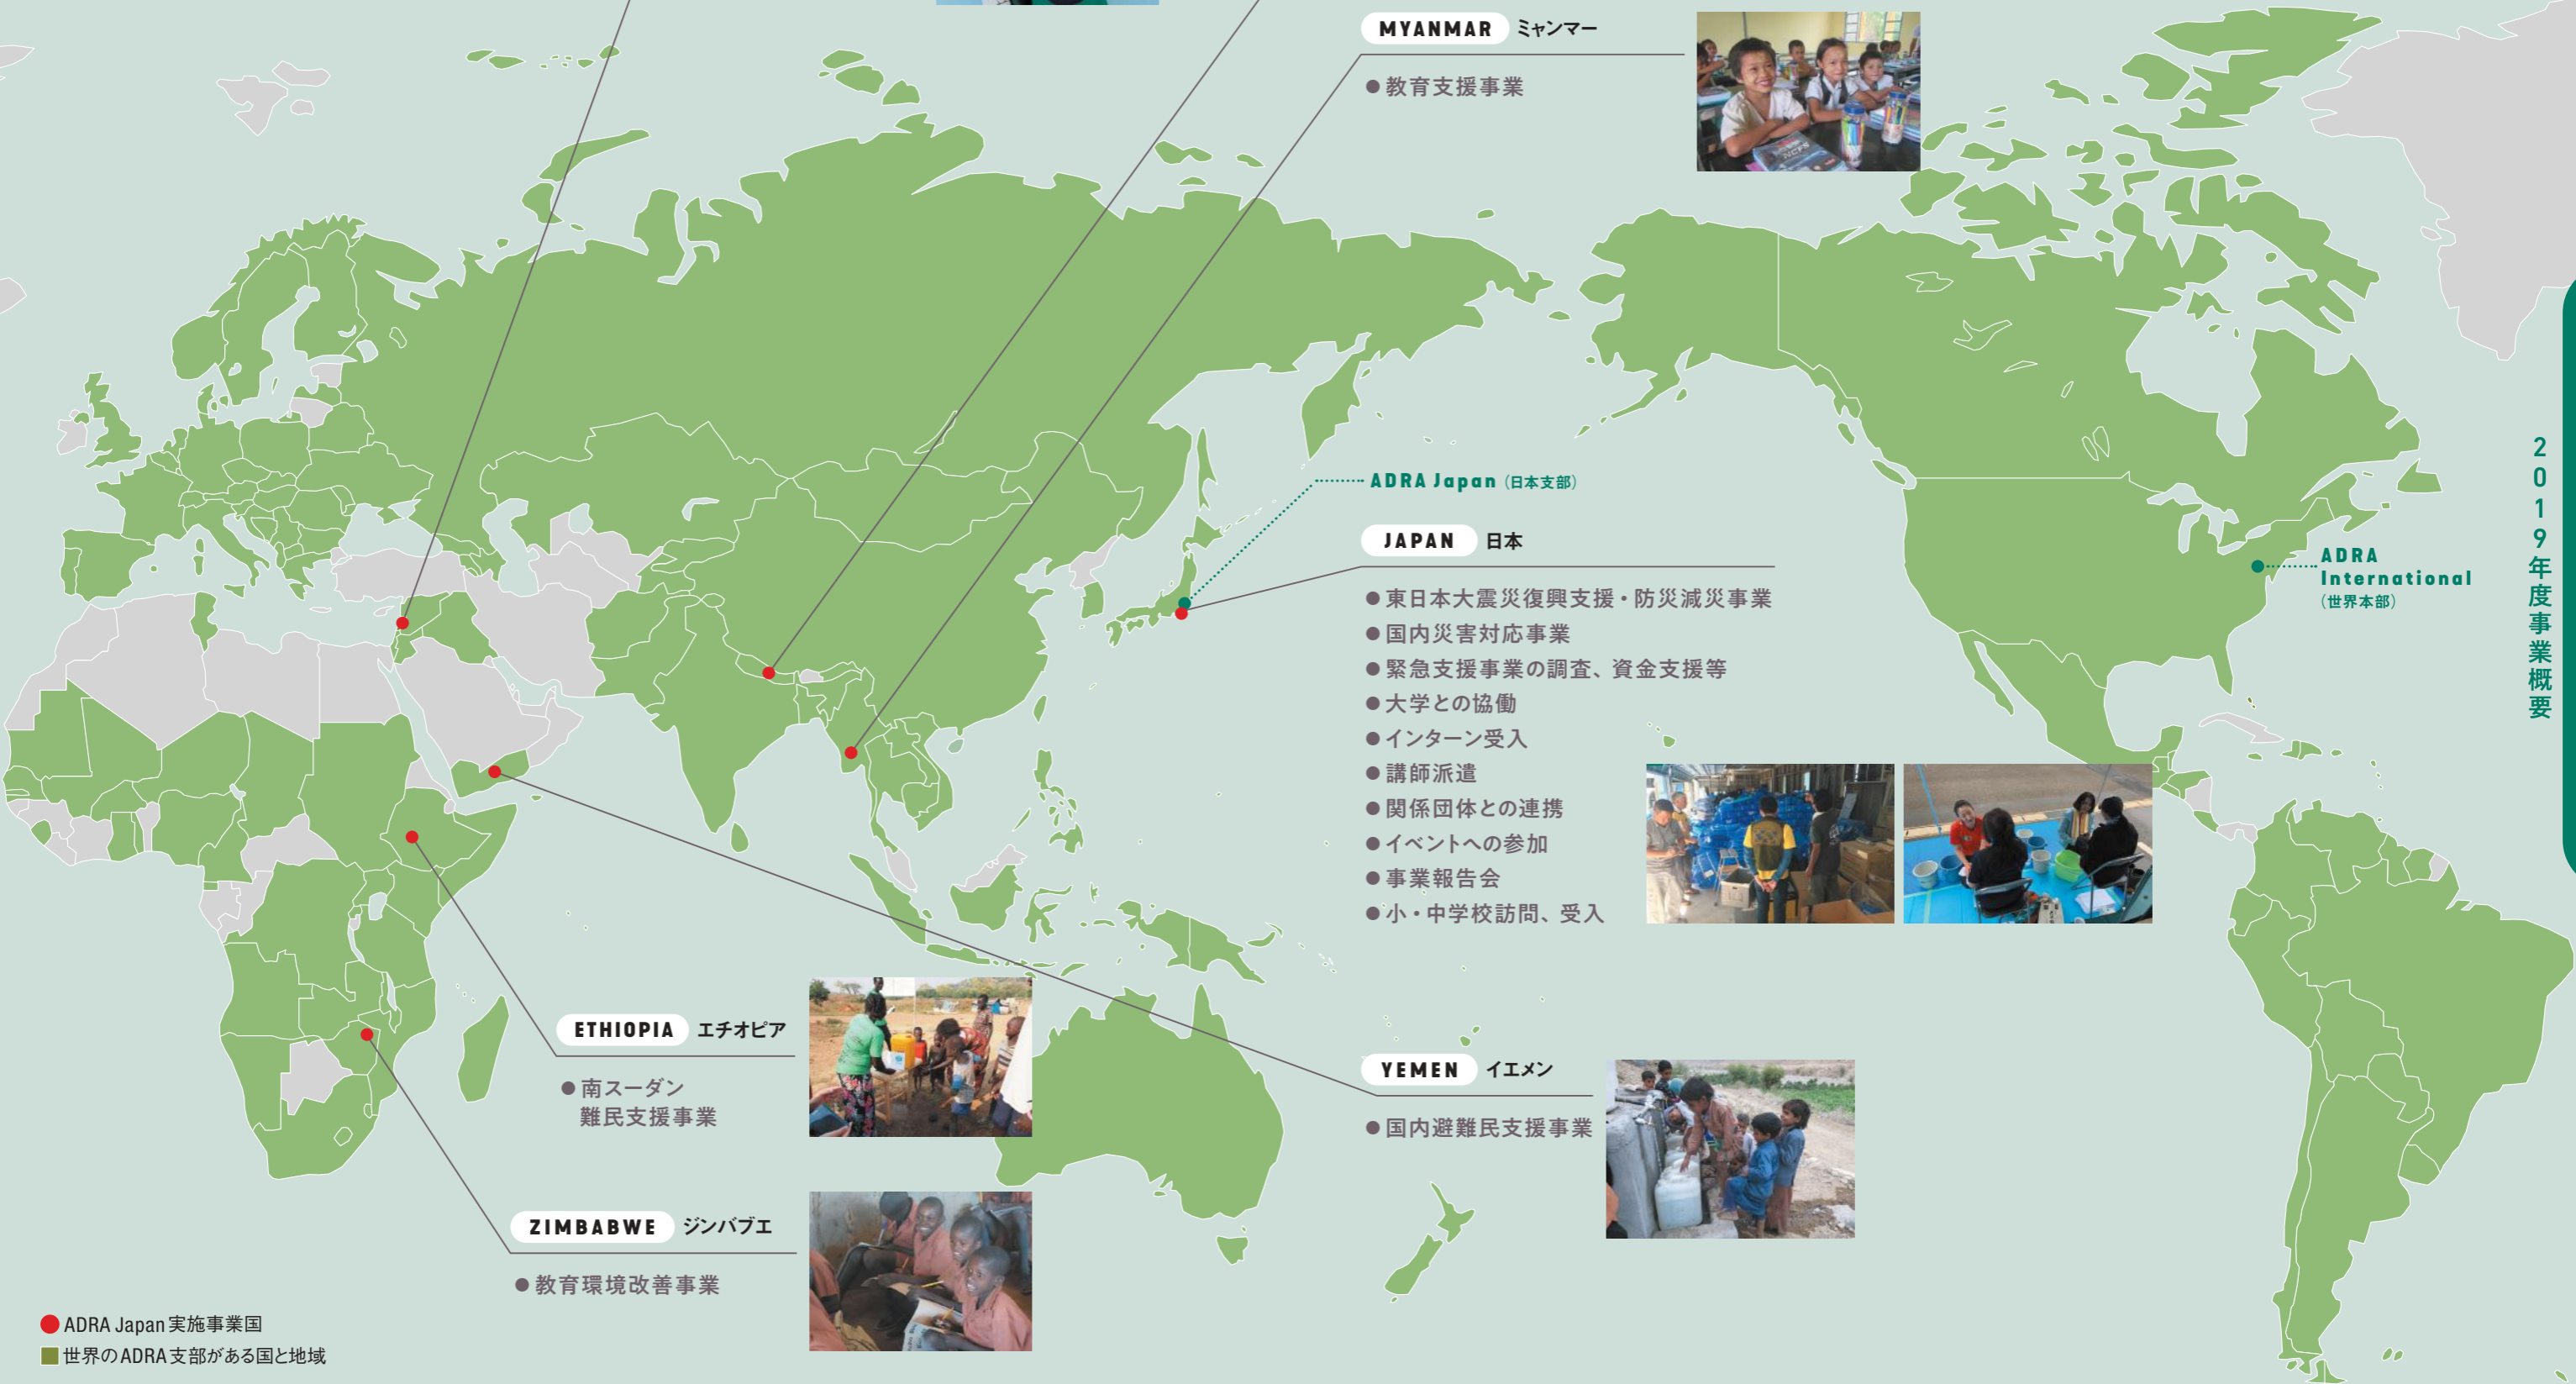 MYANMAR ミャンマー
●教育支援事業
ADRA Japan（日本支部）
JAPAN 日本
●東日本大震災復興支援・防災減災事業
●国内災害対応事業
●緊急支援事業の調査、資金支援等
●大学との協働
●インターン受入
●講師派遣
●関係団体との連携
●イベントへの参加
●事業報告会
●小・中学校訪問、受入
ADRA
International
（世界本部）
2019年度事業概要
ETHIOPIA エチオピア
●南スーダン
難民支援事業
YEMEN イエメン
●国内避難民支援事業
ZIMBABWE ジンバブエ
●教育環境改善事業
●ADRA Japan実施事業国
■世界のADRA支部がある国と地域